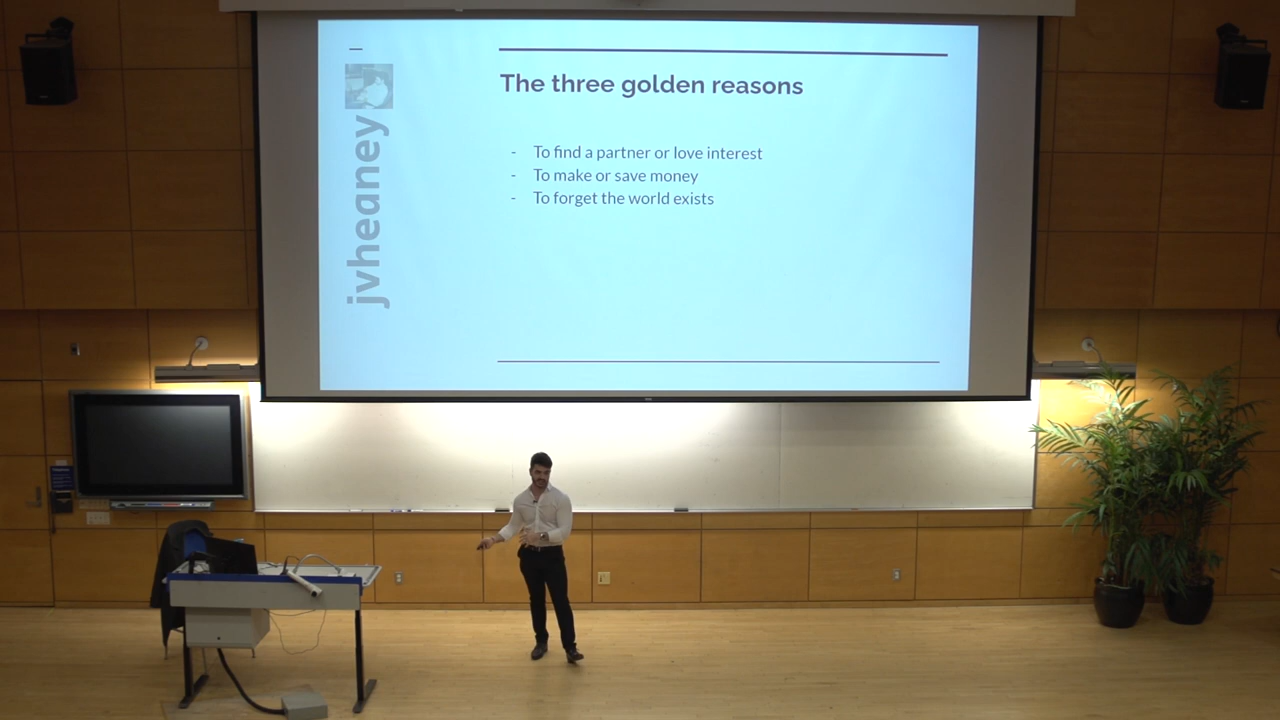 jvheaney
The three golden reasons
- To find a partner or love interest
- To make or save money
- To forget the world exists